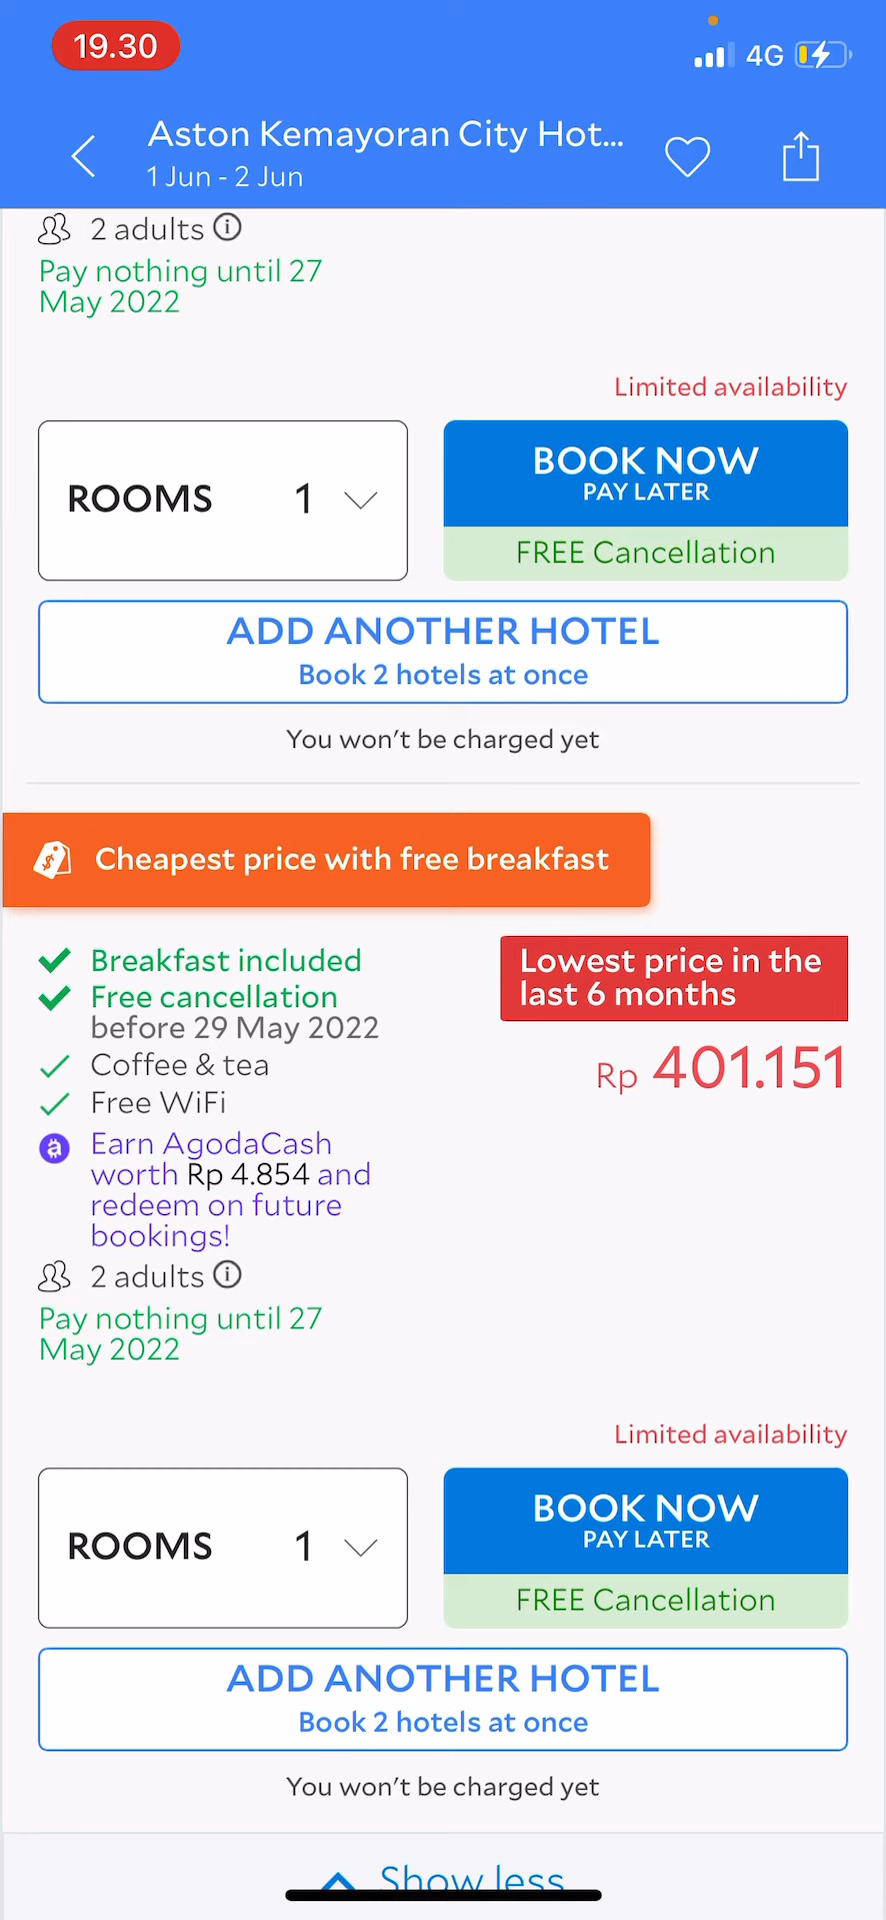 19.30
4G
Aston Kemayoran City Hot...
1 Jun - 2 Jun
2 adults
Pay nothing until 27
May 2022
Limited availability
ROOMS 1
BOOK NOW
PAY LATER
FREE Cancellation
ADD ANOTHER HOTEL
Book 2 hotels at once
You won't be charged yet
Cheapest price with free breakfast
Breakfast included
Free cancellation
before 29 May 2022
Coffee & tea
Free WiFi
Earn AgodaCash
worth Rp 4.854 and
redeem on future
bookings!
Lowest price in the
last 6 months
Rp 401.151
2 adults
Pay nothing until 27
May 2022
Limited availability
ROOMS 1
BOOK NOW
PAY LATER
FREE Cancellation
ADD ANOTHER HOTEL
Book 2 hotels at once
You won't be charged yet
Show less